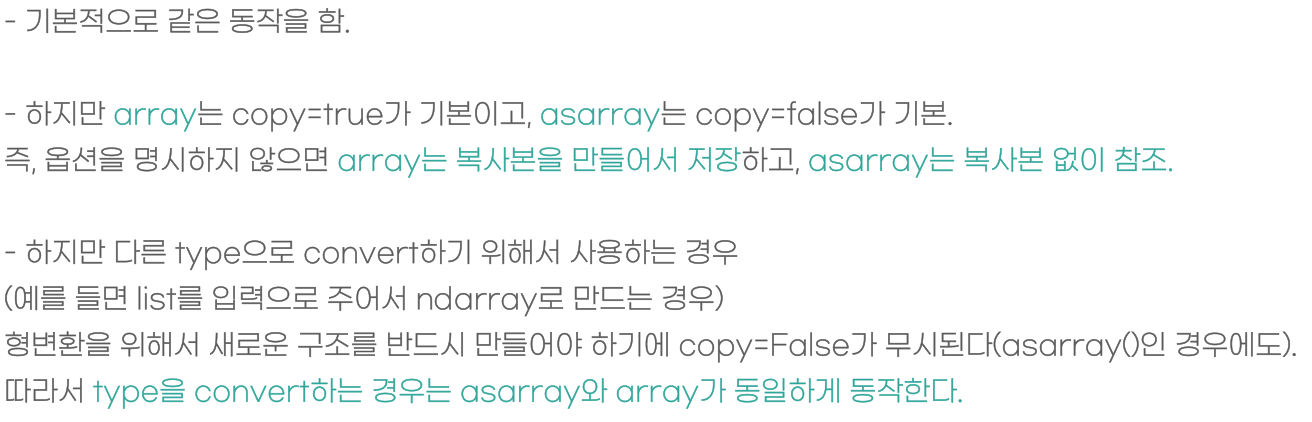 - 기본적으로 같은 동작을 함.
- 하지만 array는 copy=true가 기본이고, asarray는 copy=false가 기본.
즉, 옵션을 명시하지 않으면 array는 복사본을 만들어서 저장하고, asarray는 복사본 없이 참조.
- 하지만 다른 type으로 convert하기 위해서 사용하는 경우
(예를 들면 list를 입력으로 주어서 ndarray로 만드는 경우)
형변환을 위해서 새로운 구조를 반드시 만들어야 하기에 copy=False가 무시된다(asarray()인 경우에도).
따라서 type을 convert하는 경우는 asarray와 array가 동일하게 동작한다.